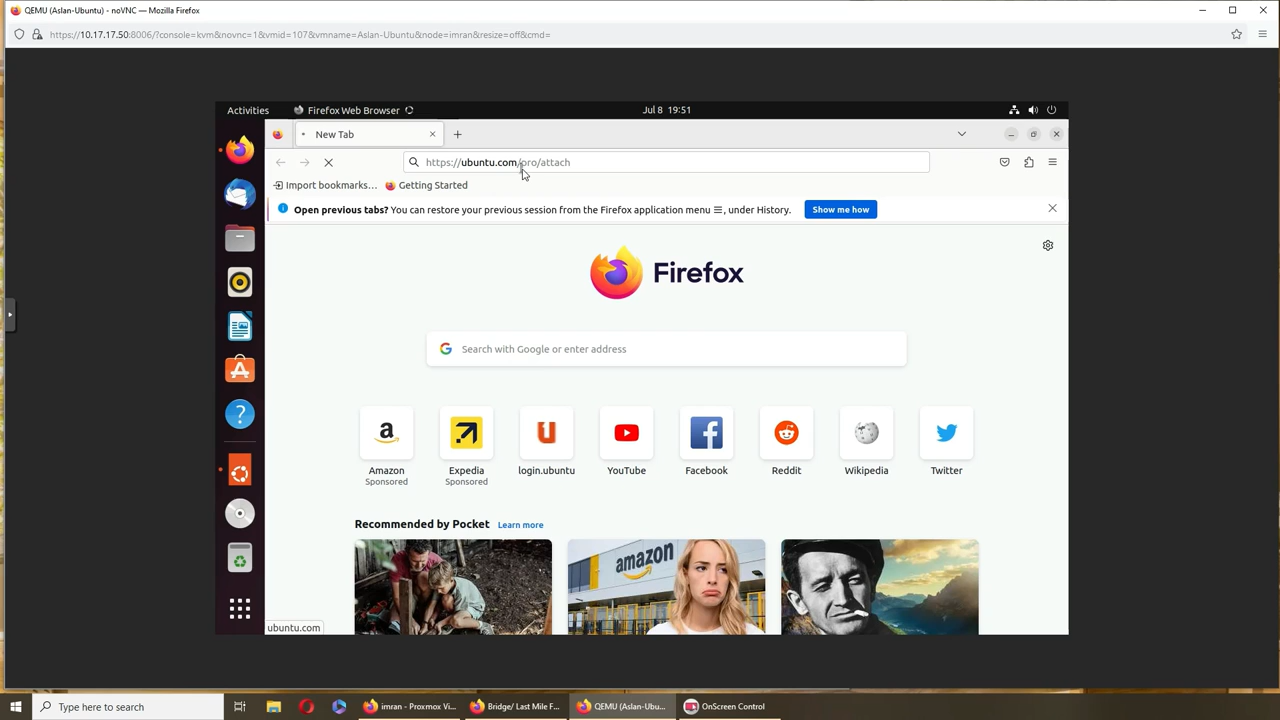 QEMU (Aslan-Ubuntu) - noVNC — Mozilla Firefox
https://10.17.17.50:8006/?console=kvm&novnc=1&vmid=107&vmname=Aslan-Ubuntu&node=imran&resize=off&cmd=
Activities Firefox Web Browser Jul 8 19:51
New Tab
https://ubuntu.com/pro/attach
Import bookmarks... Getting Started
Open previous tabs? You can restore your previous session from the Firefox application menu ☰, under History. Show me how
Firefox
Search with Google or enter address
Amazon Expedia login.ubuntu YouTube Facebook Reddit Wikipedia Twitter
Sponsored Sponsored
Recommended by Pocket Learn more
amazon
ubuntu.com
Type here to search imran - Proxmox Vi... Bridge/ Last Mile F... QEMU (Aslan-Ubu... OnScreen Control